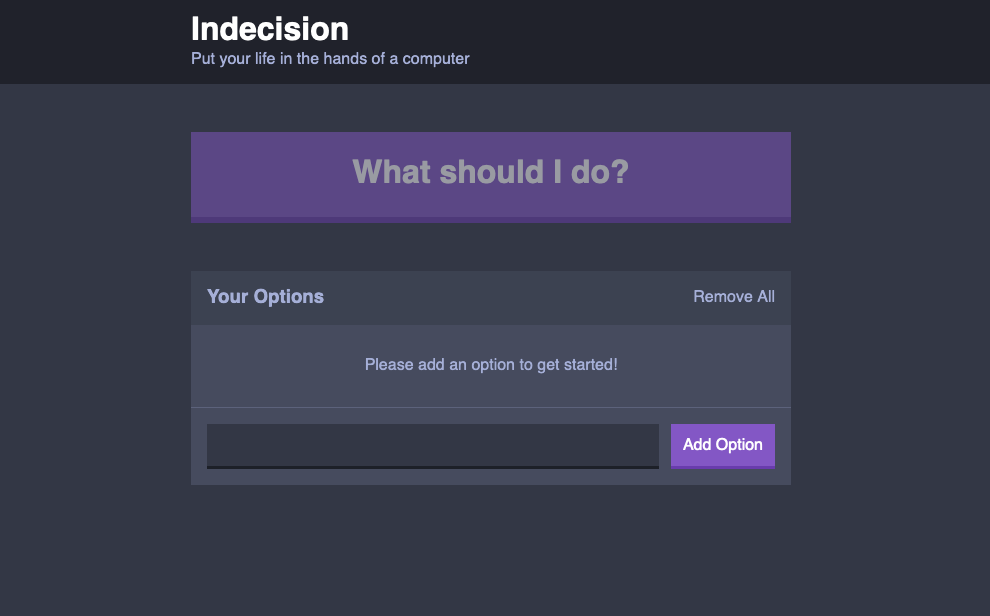 Indecision
Put your life in the hands of a computer
What should I do?
Your Options
Remove All
Please add an option to get started!
Add Option